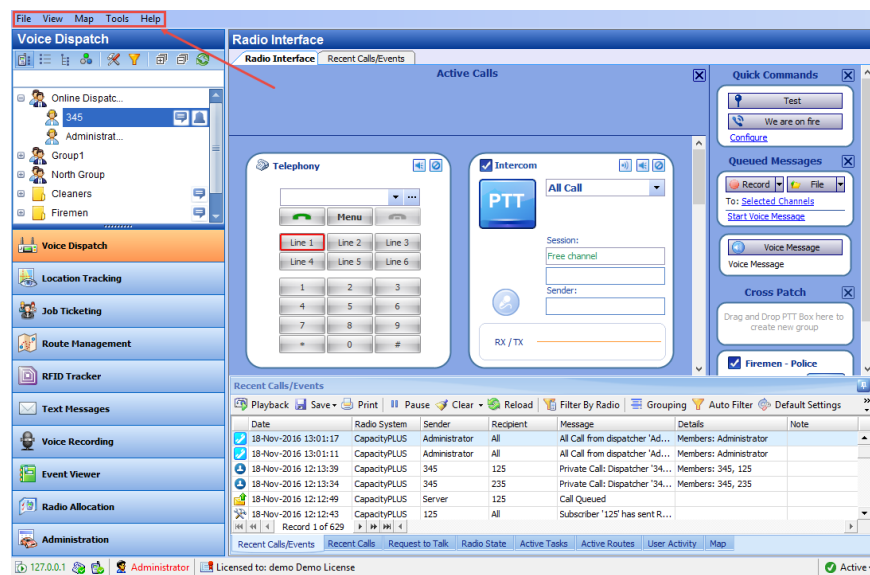 File View Map Tools Help
Voice Dispatch
Radio Interface
Radio Interface Recent Calls/Events
Active Calls
Online Dispatc...
345
Administrat...
Group1
North Group
Cleaners
Firemen
Voice Dispatch
Location Tracking
Job Ticketing
Route Management
RFID Tracker
Text Messages
Voice Recording
Event Viewer
Radio Allocation
Administration
Telephony
Menu
Line 1 Line 2 Line 3
Line 4 Line 5 Line 6
1 2 3
4 5 6
7 8 9
* 0 #
Intercom
PTT
All Call
Session:
Free channel
Sender:
RX / TX
Quick Commands
Test
We are on fire
Configure
Queued Messages
Record File
To: Selected Channels
Start Voice Message
Voice Message
Voice Message
Cross Patch
Drag and Drop PTT Box here to
create new group
Firemen - Police
Recent Calls/Events
Playback Save Print Pause Clear Reload Filter By Radio Grouping Auto Filter Default Settings
Date Radio System Sender Recipient Message Details Note
18-Nov-2016 13:01:17 CapacityPLUS Administrator All All Call from dispatcher 'Ad... Members: Administrator
18-Nov-2016 13:01:11 CapacityPLUS Administrator All All Call from dispatcher 'Ad... Members: Administrator
18-Nov-2016 12:13:39 CapacityPLUS 345 125 Private Call: Dispatcher '34... Members: 345, 125
18-Nov-2016 12:13:34 CapacityPLUS 345 235 Private Call: Dispatcher '34... Members: 345, 235
18-Nov-2016 12:12:49 CapacityPLUS Server 125 Call Queued
18-Nov-2016 12:12:43 CapacityPLUS 125 All Subscriber '125' has sent R...
Record 1 of 629
Recent Calls/Events Recent Calls Request to Talk Radio State Active Tasks Active Routes User Activity Map
127.0.0.1 Administrator Licensed to: demo Demo License Active